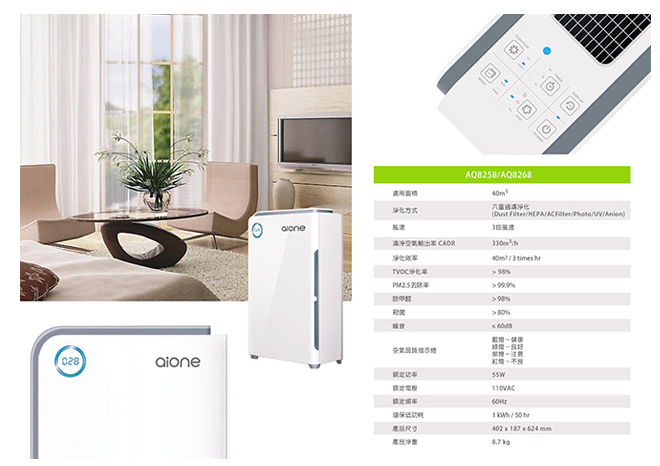 aione
028
aione
AQ8258/AQ8268
適用面積 40m³
淨化方式 六重過濾淨化
(Dust Filter/HEPA/ACFilter/Photo/UV/Anion)
風速 3段風速
清淨空氣輸出率 CADR 330m³/h
淨化效率 40m³ / 3 times hr
TVOC淨化率 > 98%
PM2.5去除率 > 99.9%
除甲醛 > 98%
殺菌 > 80%
噪音 ≤ 60dB
空氣品質指示燈 藍燈－健康
綠燈－良好
紫燈－注意
紅燈－不良
額定功率 55W
額定電壓 110VAC
額定頻率 60Hz
環保低功耗 1 kWh / 50 hr
產品尺寸 402 x 187 x 624 mm
產品淨重 8.7 kg